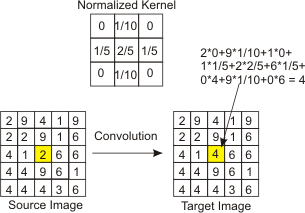 Normalized Kernel
0 1/10 0
1/5 2/5 1/5
0 1/10 0
2*0+9*1/10+1*0+
1*1/5+2*2/5+6*1/5+
0*4+9*1/10+0*6 = 4
2 9 4 1 9
2 2 9 1 6
4 1 2 6 6
4 4 9 6 1
4 4 4 3 6
Source Image
Convolution
2 9 4 1 9
2 2 9 1 6
4 1 4 6 6
4 4 9 6 1
4 4 4 3 6
Target Image